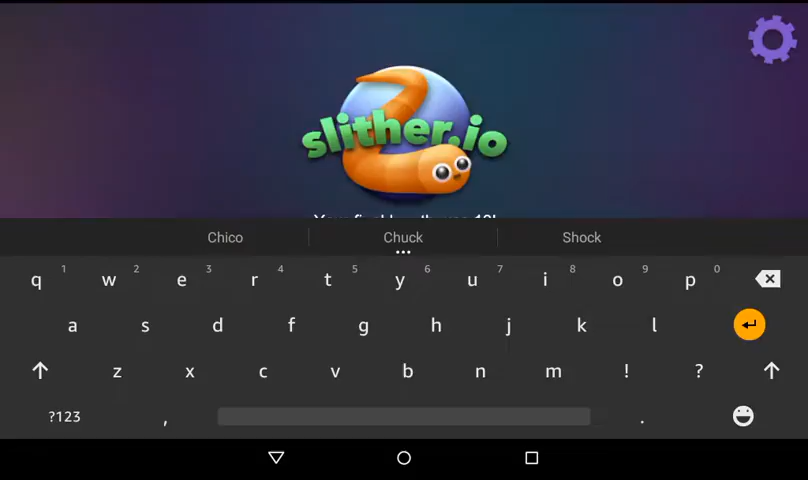 slither.io
Chico Chuck Shock
q 1 w 2 e 3 r 4 t 5 y 6 u 7 i 8 o 9 p 0
a s d f g h j k l
z x c v b n m ! ?
?123 , .